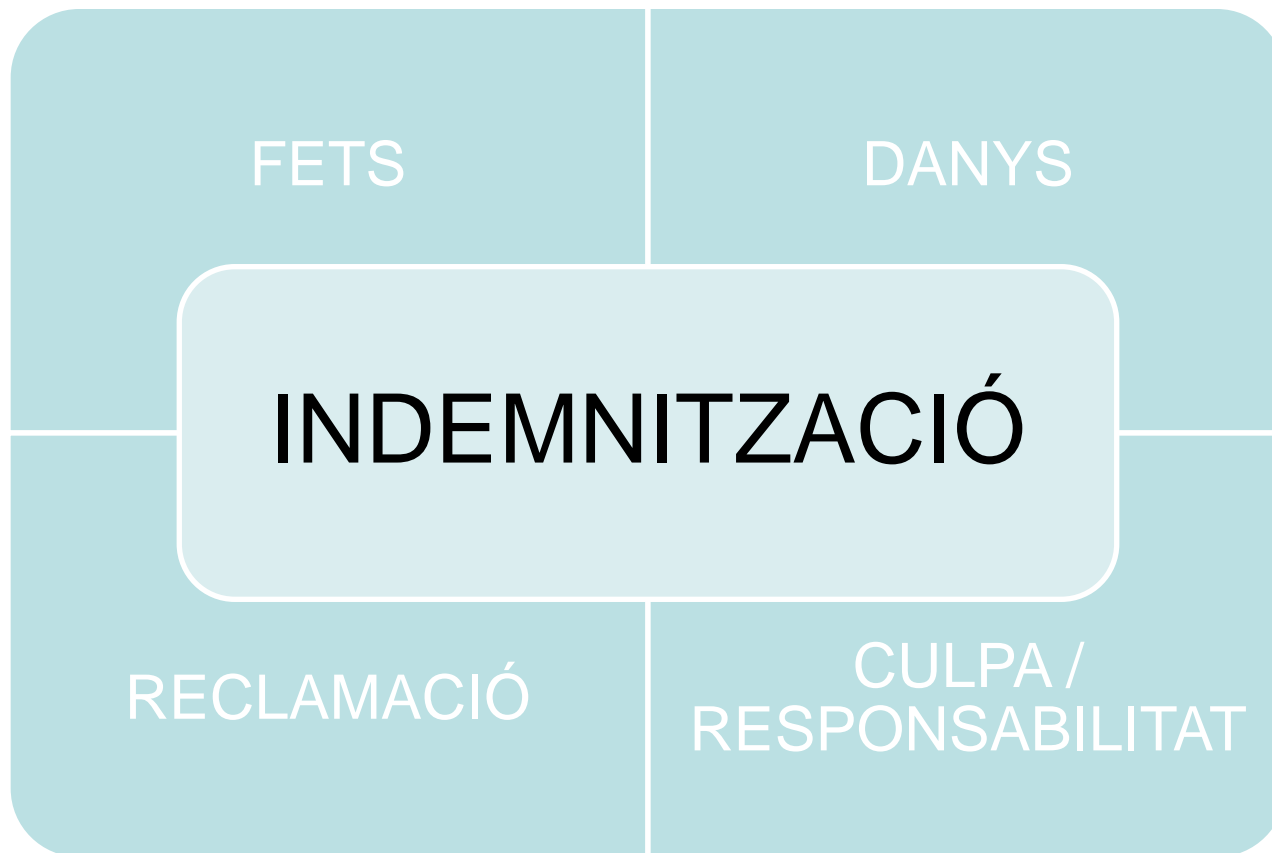 FETS
DANYS
INDEMNITZACIÓ
RECLAMACIÓ
CULPA /
RESPONSABILITAT